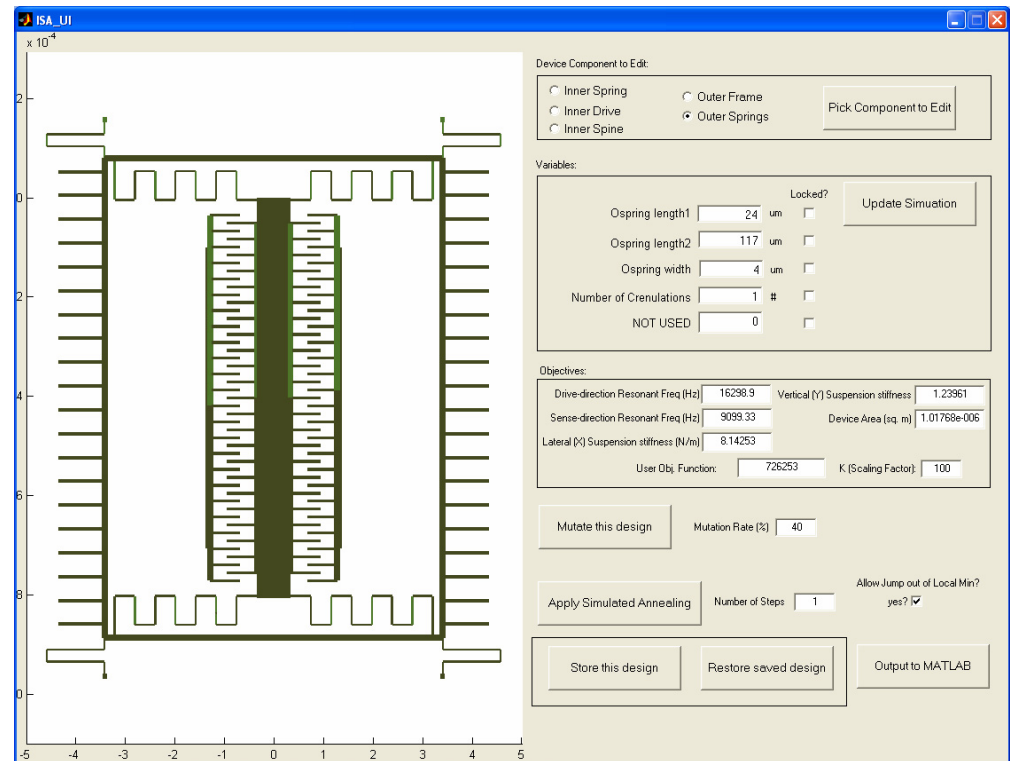 ISA_UI
x 10-4
2
0
2
4
6
8
0
-5 -4 -3 -2 -1 0 1 2 3 4 5
Device Component to Edit:
Inner Spring
Inner Drive
Inner Spine
Outer Frame
Outer Springs
Pick Component to Edit
Variables:
Locked?
Update Simuation
Ospring length1 24 um
Ospring length2 117 um
Ospring width 4 um
Number of Crenulations 1 #
NOT USED 0
Objectives:
Drive-direction Resonant Freq (Hz) 16298.9 Vertical (Y) Suspension stiffness 1.23961
Sense-direction Resonant Freq (Hz) 9099.33 Device Area (sq. m) 1.01768e-006
Lateral (X) Suspension stiffness (N/m) 8.14253
User Obj. Function: 726253 K (Scaling Factor): 100
Mutate this design Mutation Rate (%) 40
Allow Jump out of Local Min?
Apply Simulated Annealing Number of Steps 1 yes?
Store this design Restore saved design Output to MATLAB